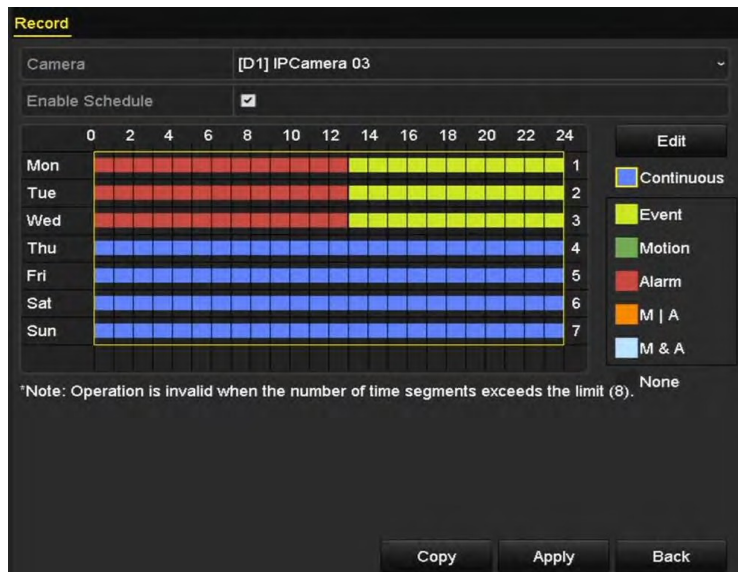 Record
Camera [D1] IPCamera 03
Enable Schedule
0 2 4 6 8 10 12 14 16 18 20 22 24
Edit
Mon 1
Tue 2
Wed 3
Thu 4
Fri 5
Sat 6
Sun 7
Continuous
Event
Motion
Alarm
M | A
M & A
None
*Note: Operation is invalid when the number of time segments exceeds the limit (8).
Copy Apply Back